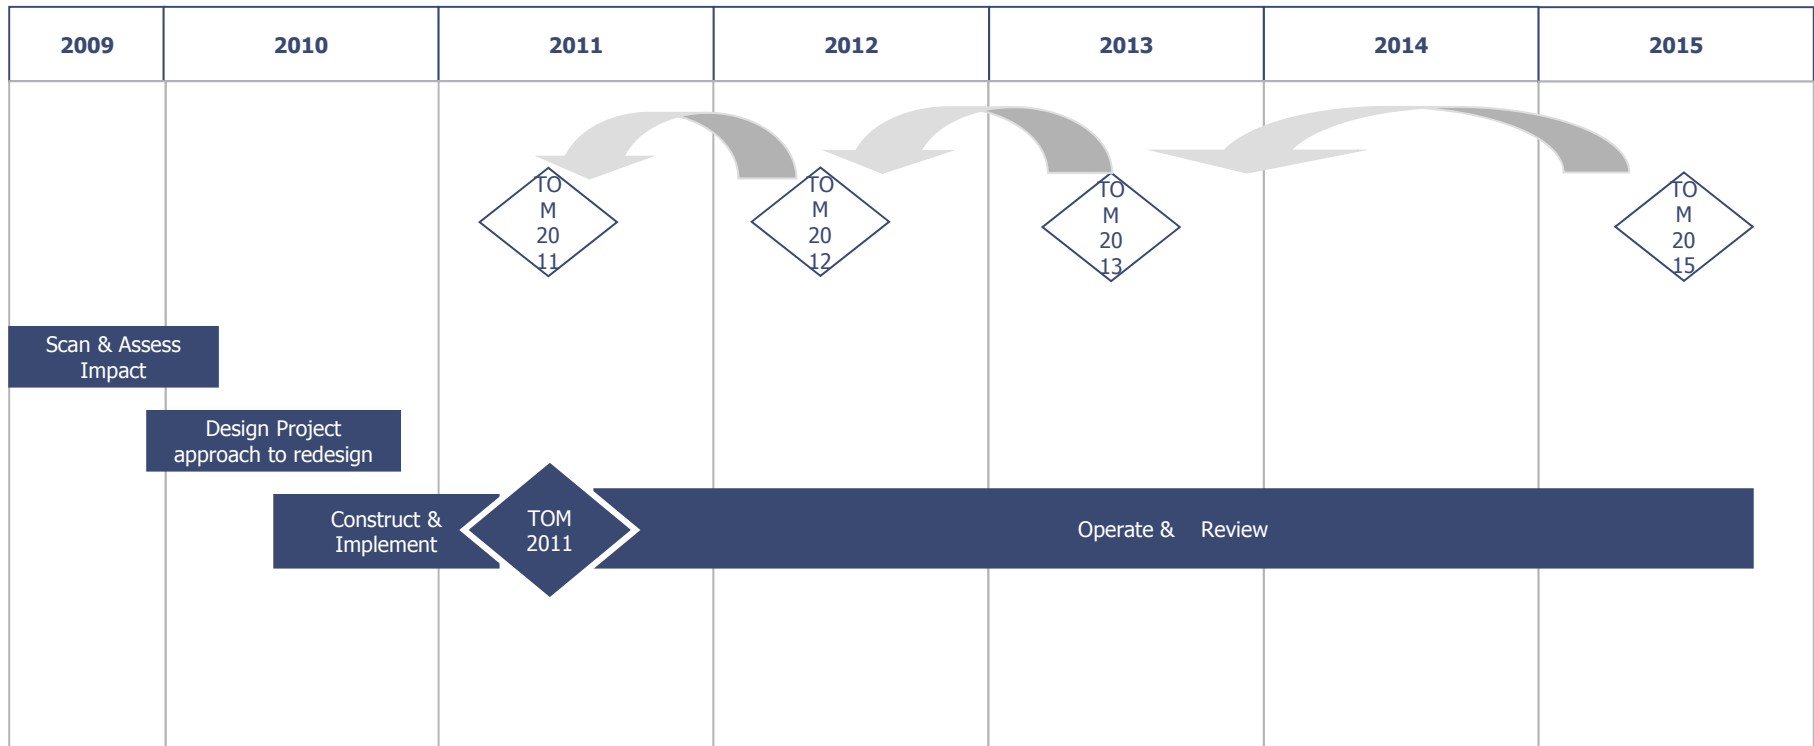 2009 2010 2011 2012 2013 2014 2015
TO
M
20
11
TO
M
20
12
TO
M
20
13
TO
M
20
15
Scan & Assess
Impact
Design Project
approach to redesign
Construct &
Implement
TOM
2011
Operate & Review